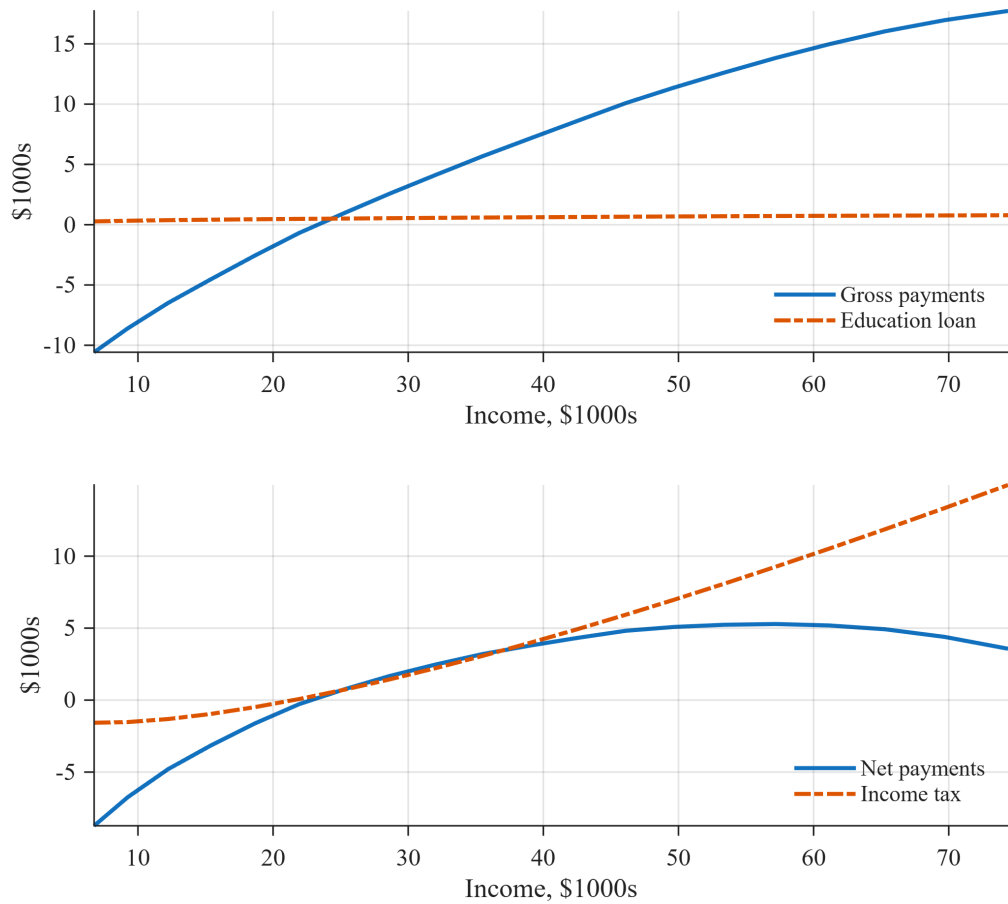 15
10
5
0
-5
-10
$1000s
Gross payments
Education loan
10 20 30 40 50 60 70
Income, $1000s
10
5
0
-5
$1000s
Net payments
Income tax
10 20 30 40 50 60 70
Income, $1000s